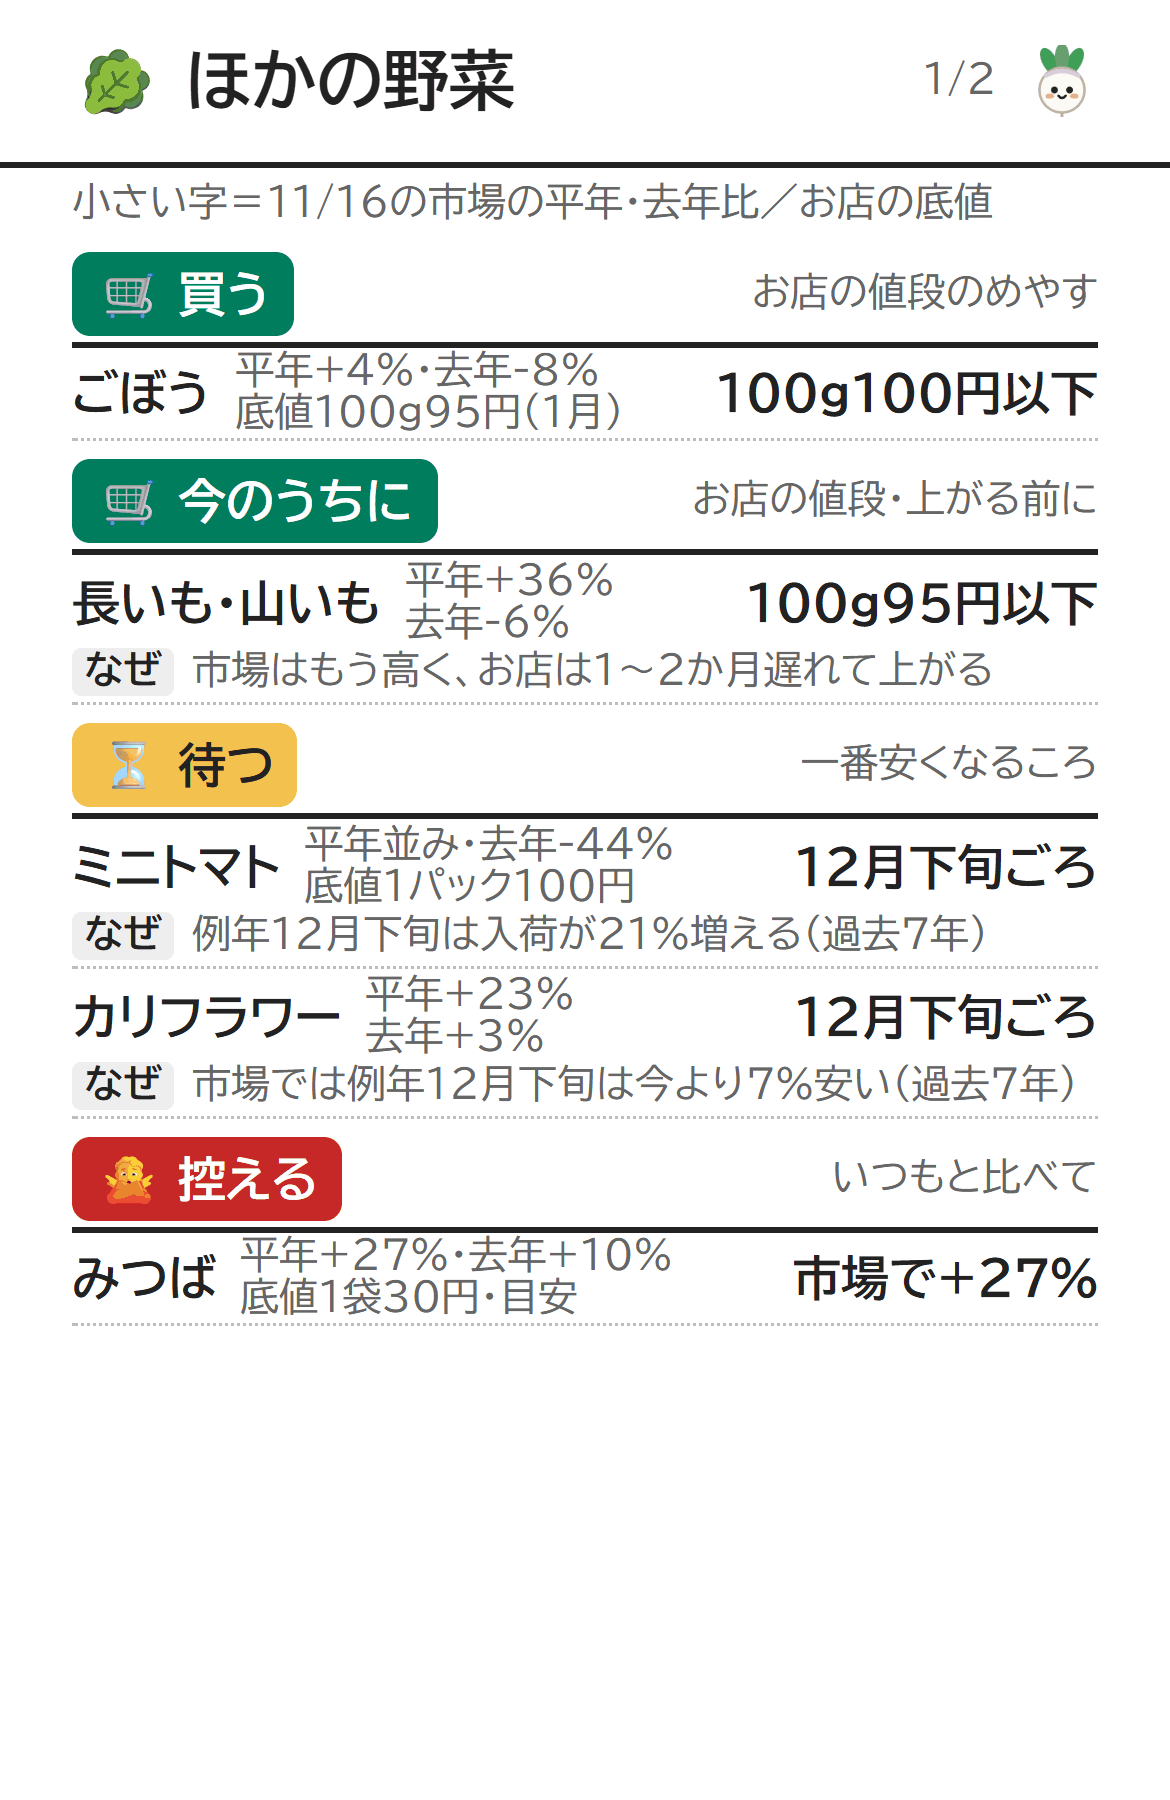 ほかの野菜
1/2
小さい字＝11/16の市場の平年・去年比／お店の底値
買う
お店の値段のめやす
ごぼう
平年+4%・去年-8%
底値100g95円(1月)
100g100円以下
今のうちに
お店の値段・上がる前に
長いも・山いも
平年+36%
去年-6%
100g95円以下
なぜ 市場はもう高く、お店は1〜2か月遅れて上がる
待つ
一番安くなるころ
ミニトマト
平年並み・去年-44%
底値1パック100円
12月下旬ごろ
なぜ 例年12月下旬は入荷が21%増える(過去7年)
カリフラワー
平年+23%
去年+3%
12月下旬ごろ
なぜ 市場では例年12月下旬は今より7%安い(過去7年)
控える
いつもと比べて
みつば
平年+27%・去年+10%
底値1袋30円・目安
市場で+27%